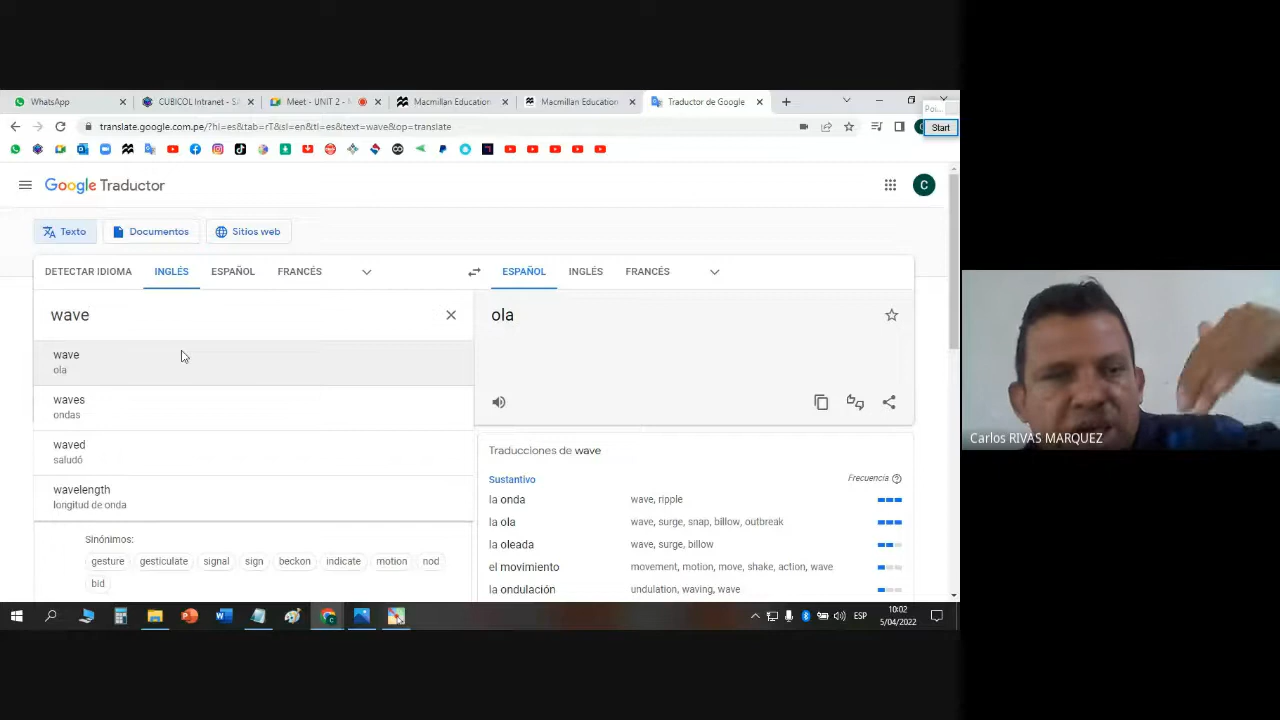 WhatsApp
CUBICOL Intranet - S
Meet - UNIT 2 -
Macmillan Education
Macmillan Education
Traductor de Google
Start
translate.google.com.pe/?hl=es&tab=rT&sl=en&tl=es&text=wave&op=translate
Google Traductor
C
Texto
Documentos
Sitios web
DETECTAR IDIOMA
INGLÉS
ESPAÑOL
FRANCÉS
ESPAÑOL
INGLÉS
FRANCÉS
wave
ola
wave
ola
waves
ondas
waved
saludó
wavelength
longitud de onda
Sinónimos:
gesture gesticulate signal sign beckon indicate motion nod
bid
Traducciones de wave
Sustantivo Frecuencia
la onda wave, ripple
la ola wave, surge, snap, billow, outbreak
la oleada wave, surge, billow
el movimiento movement, motion, move, shake, action, wave
la ondulación undulation, waving, wave
Carlos RIVAS MARQUEZ
ESP
10:02
5/04/2022